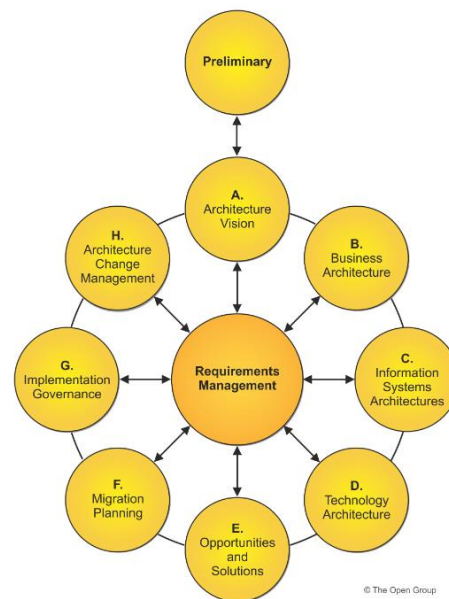 Preliminary
A.
Architecture
Vision
B.
Business
Architecture
C.
Information
Systems
Architectures
D.
Technology
Architecture
E.
Opportunities
and
Solutions
F.
Migration
Planning
G.
Implementation
Governance
H.
Architecture
Change
Management
Requirements
Management
© The Open Group